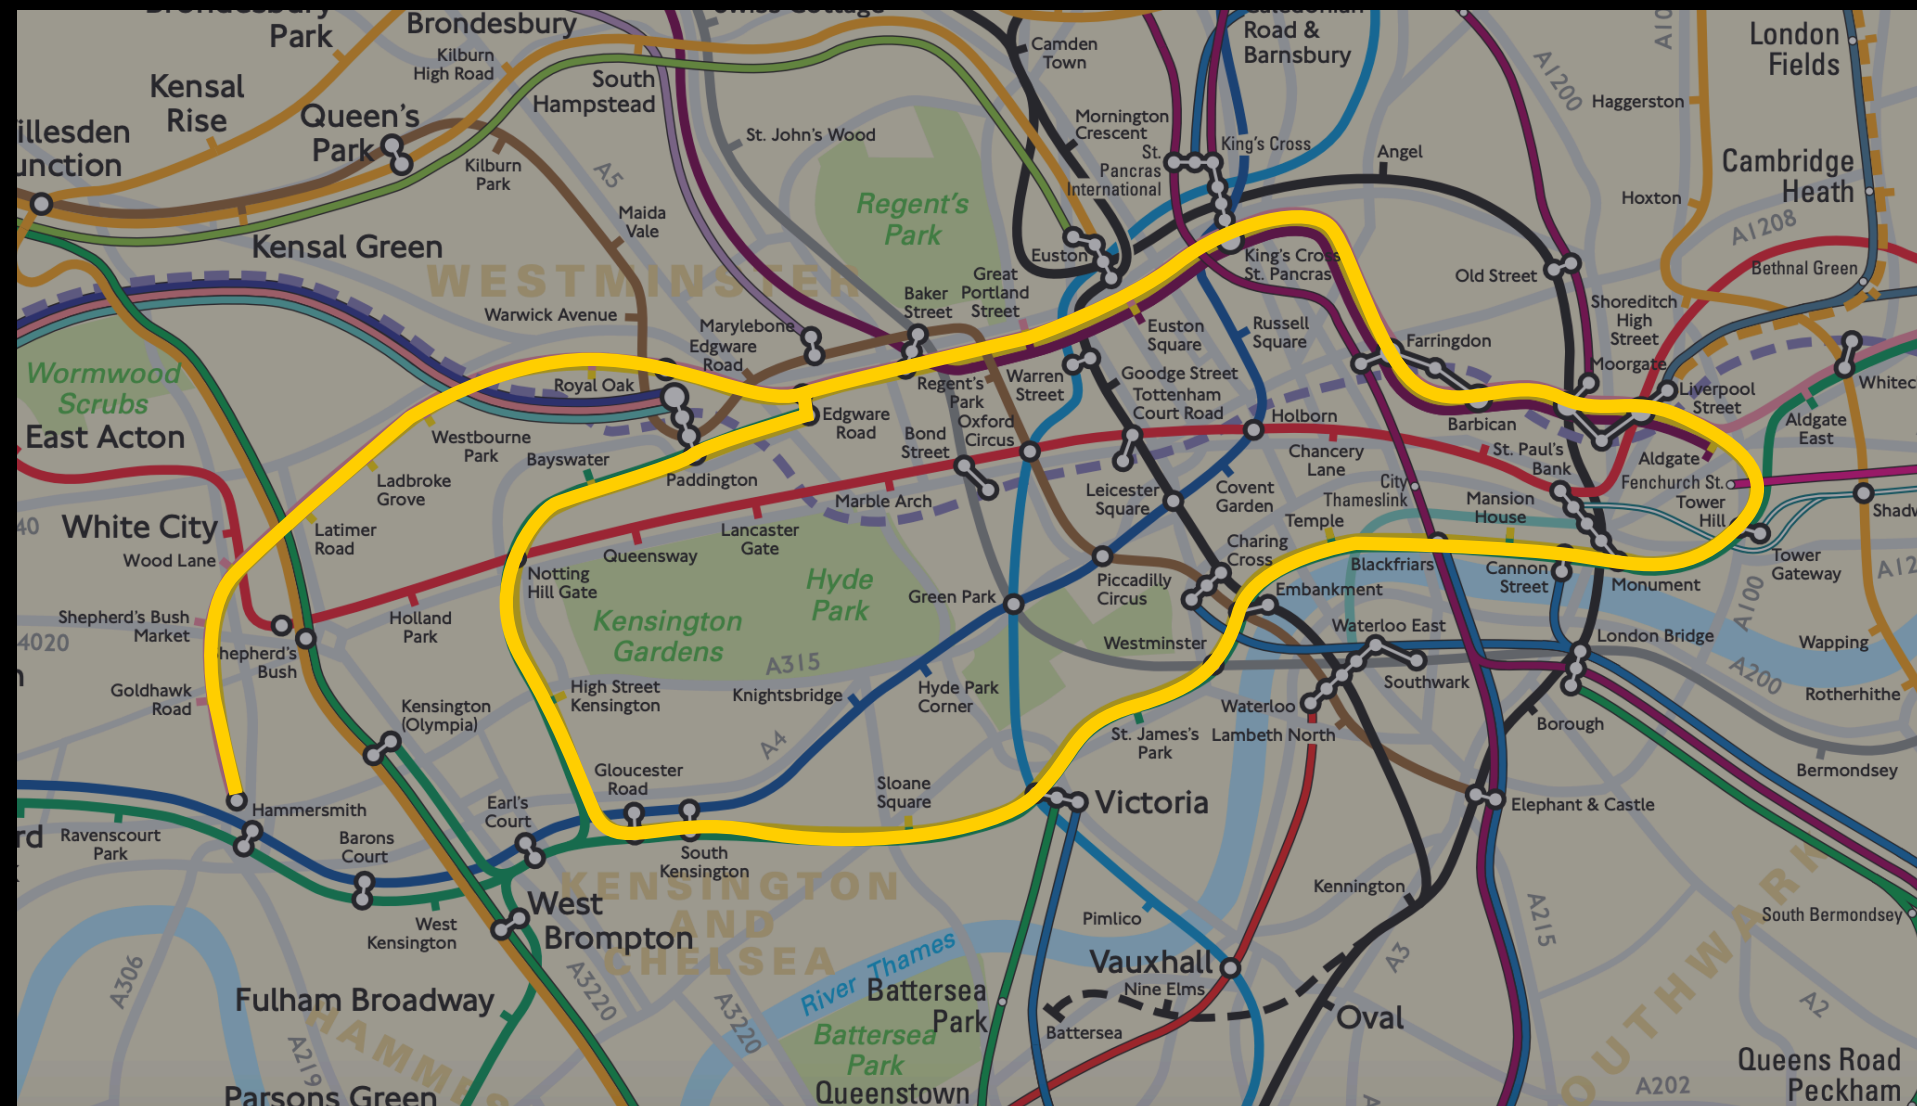 Brondesbury
Park
Brondesbury
Swiss Cottage
Caledonian
Road &
Barnsbury
London
Fields
Camden
Town
Kilburn
High Road
South
Hampstead
A10
A1200
Haggerston
Kensal
Rise
Queen's
Park
illesden
unction
Kilburn
Park
A5
St. John's Wood
Mornington
Crescent
St.
Pancras
International
King's Cross
Angel
Cambridge
Heath
Hoxton
A1208
Maida
Vale
Regent's
Park
Kensal Green
WESTMINSTER
Euston
King's Cross
St. Pancras
Old Street
Bethnal Green
Great
Portland
Street
Baker
Street
Shoreditch
High
Street
Warwick Avenue
Marylebone
Edgware
Road
Euston
Square
Russell
Square
Farringdon
Moorgate
Wormwood
Scrubs
Royal Oak
Regent's
Park
Warren
Street
Goodge Street
Tottenham
Court Road
Liverpool
Street
Whitec
East Acton
Westbourne
Park
Bayswater
Edgware
Road
Oxford
Circus
Bond
Street
Holborn
Barbican
Aldgate
East
Chancery
Lane
St. Paul's
Bank
Aldgate
Ladbroke
Grove
Paddington
Marble Arch
Leicester
Square
Covent
Garden
City
Thameslink
Mansion
House
Fenchurch St.
Tower
Hill
Shadw
40
White City
Latimer
Road
Lancaster
Gate
Queensway
Temple
Charing
Cross
Wood Lane
Notting
Hill Gate
Hyde
Park
Piccadilly
Circus
Blackfriars
Cannon
Street
Monument
Tower
Gateway
A12
A100
Green Park
Embankment
Shepherd's Bush
Market
Holland
Park
Kensington
Gardens
Westminster
Waterloo East
London Bridge
Wapping
4020
hepherd's
Bush
A315
Southwark
A200
Goldhawk
Road
High Street
Kensington
Knightsbridge
Hyde Park
Corner
Waterloo
Rotherhithe
Kensington
(Olympia)
A4
St. James's
Park
Lambeth North
Borough
Bermondsey
Gloucester
Road
Sloane
Square
Hammersmith
Earl's
Court
Victoria
Elephant & Castle
rd
Ravenscourt
Park
Barons
Court
South
Kensington
KENSINGTON
AND
CHELSEA
Kennington
West
Kensington
West
Brompton
Pimlico
A215
South Bermondsey
A306
A3220
River Thames
Vauxhall
Nine Elms
A3
SOUTHWARK
Fulham Broadway
A3220
Battersea
Park
Battersea
Oval
A2
HAMMERS
A219
Battersea
Park
Queens Road
Peckham
A202
Parsons Green
Queenstown